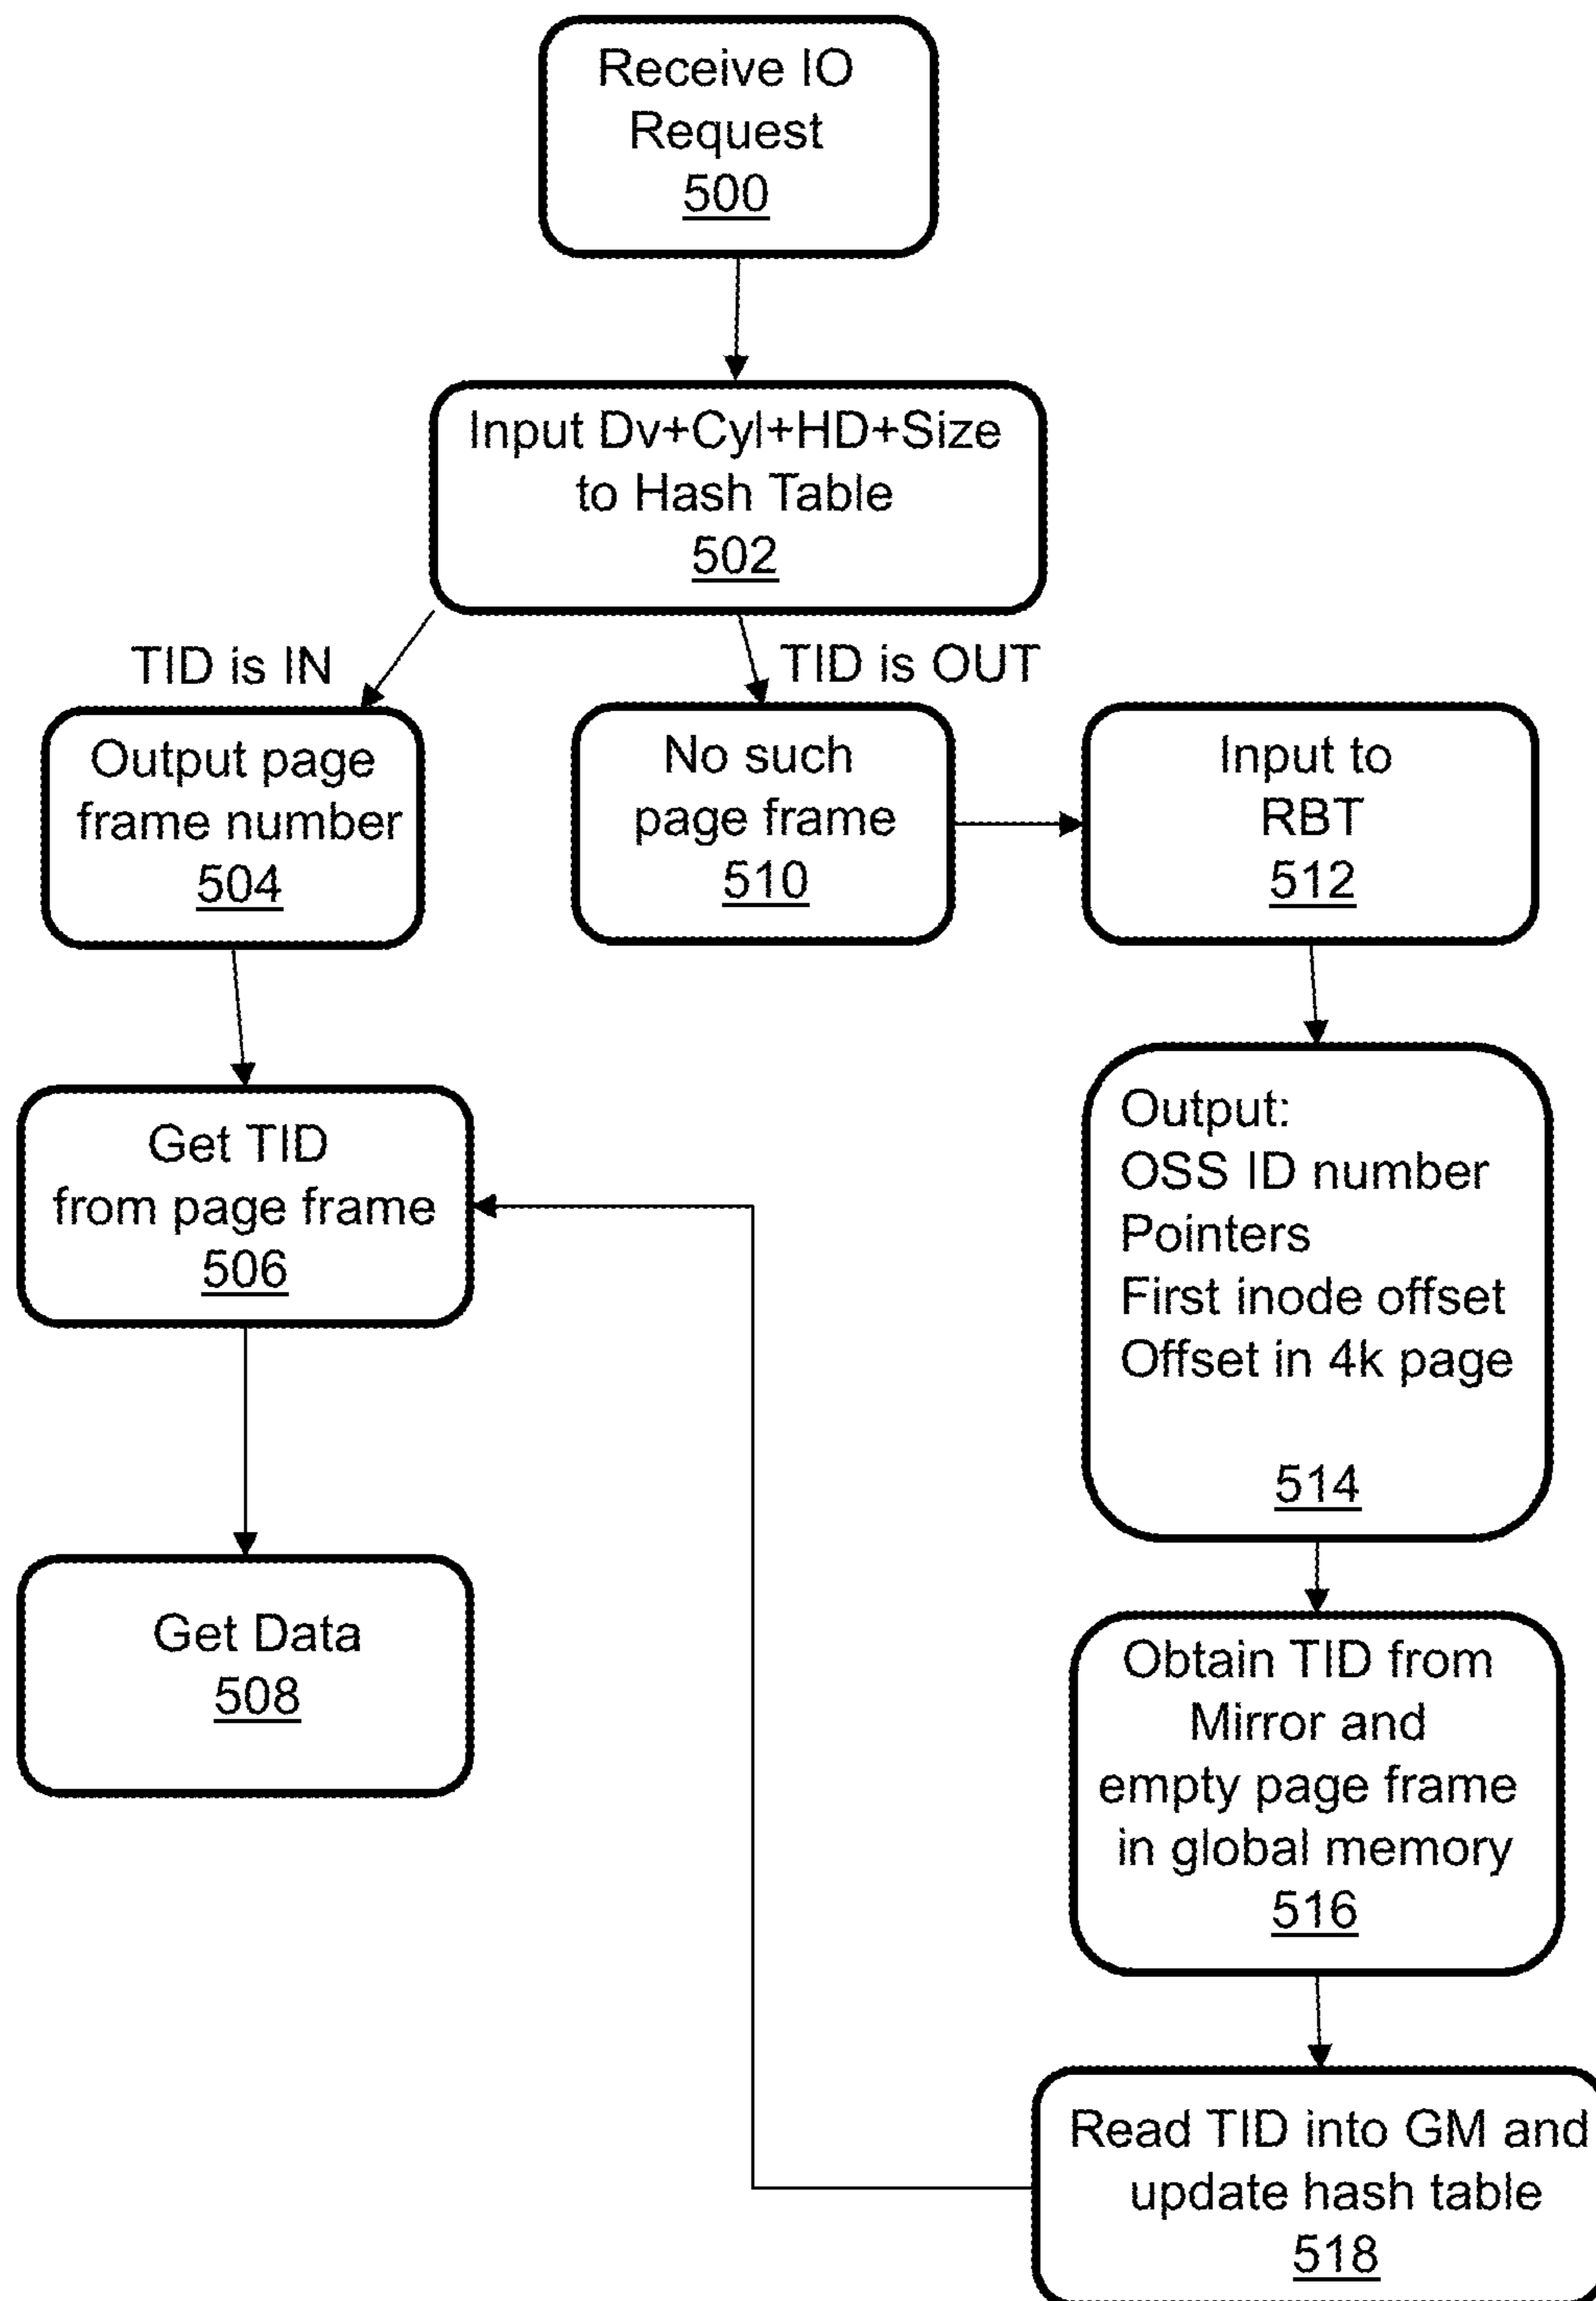 Receive IO
Request
500
Input Dv+Cyl+HD+Size
to Hash Table
502
TID is IN
TID is OUT
Output page
frame number
504
No such
page frame
510
Input to
RBT
512
Get TID
from page frame
506
Output:
OSS ID number
Pointers
First inode offset
Offset in 4k page
514
Get Data
508
Obtain TID from
Mirror and
empty page frame
in global memory
516
Read TID into GM and
update hash table
518